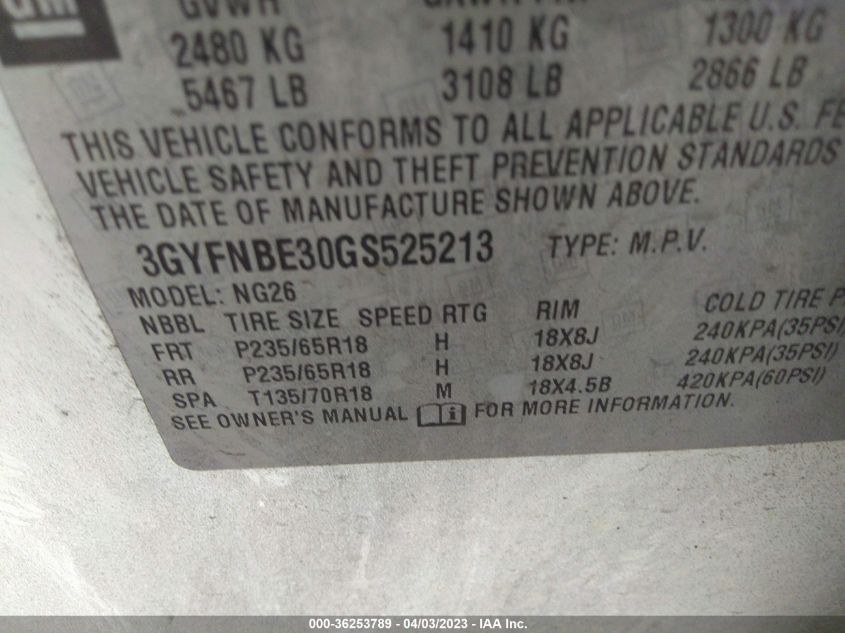 GM
GVWR
2480 KG 1410 KG 1300 KG
5467 LB 3108 LB 2866 LB
THIS VEHICLE CONFORMS TO ALL APPLICABLE U.S. FE
VEHICLE SAFETY AND THEFT PREVENTION STANDARDS
THE DATE OF MANUFACTURE SHOWN ABOVE.
3GYFNBE30GS525213 TYPE: M.P.V.
MODEL: NG26
NBBL TIRE SIZE SPEED RTG RIM COLD TIRE P
FRT P235/65R18 H 18X8J 240KPA(35PSI)
RR P235/65R18 H 18X8J 240KPA(35PSI)
SPA T135/70R18 M 18X4.5B 420KPA(60PSI)
SEE OWNER'S MANUAL i FOR MORE INFORMATION.
000-36253789 - 04/03/2023 - IAA Inc.